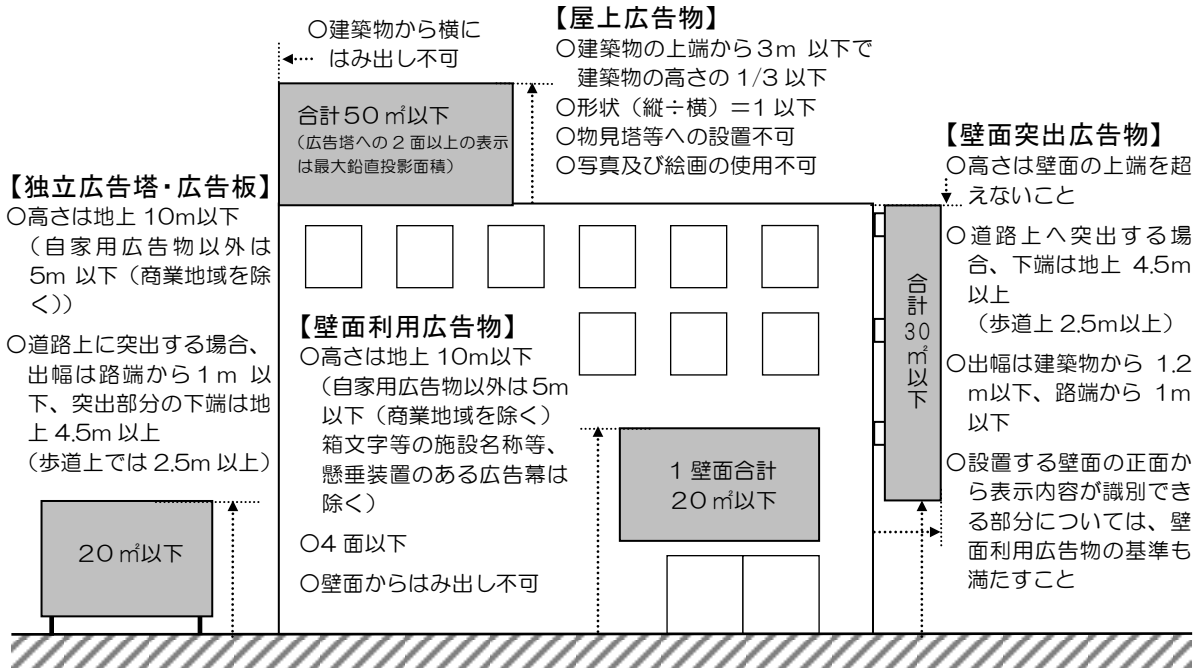 ○建築物から横に
はみ出し不可
【屋上広告物】
○建築物の上端から3m 以下で
建築物の高さの 1/3 以下
○形状（縦÷横）＝1 以下
○物見塔等への設置不可
○写真及び絵画の使用不可
合計50 ㎡以下
（広告塔への 2 面以上の表示
は最大鉛直投影面積）
【独立広告塔・広告板】
○高さは地上 10m以下
（自家用広告物以外は
5m 以下（商業地域を除
く））
○道路上に突出する場合、
出幅は路端から1m 以
下、突出部分の下端は地
上 4.5m 以上
（歩道上では 2.5m 以上）
20 ㎡以下
【壁面利用広告物】
○高さは地上 10m以下
（自家用広告物以外は 5m
以下（商業地域を除く）
箱文字等の施設名称等、
懸垂装置のある広告幕は
除く）
○4 面以下
○壁面からはみ出し不可
1 壁面合計
20 ㎡以下
【壁面突出広告物】
○高さは壁面の上端を超
えないこと
○道路上へ突出する場
合、下端は地上 4.5m
以上
（歩道上 2.5m以上）
○出幅は建築物から 1.2
m以下、路端から 1m
以下
○設置する壁面の正面か
ら表示内容が識別でき
る部分については、壁
面利用広告物の基準も
満たすこと
合計30㎡以下